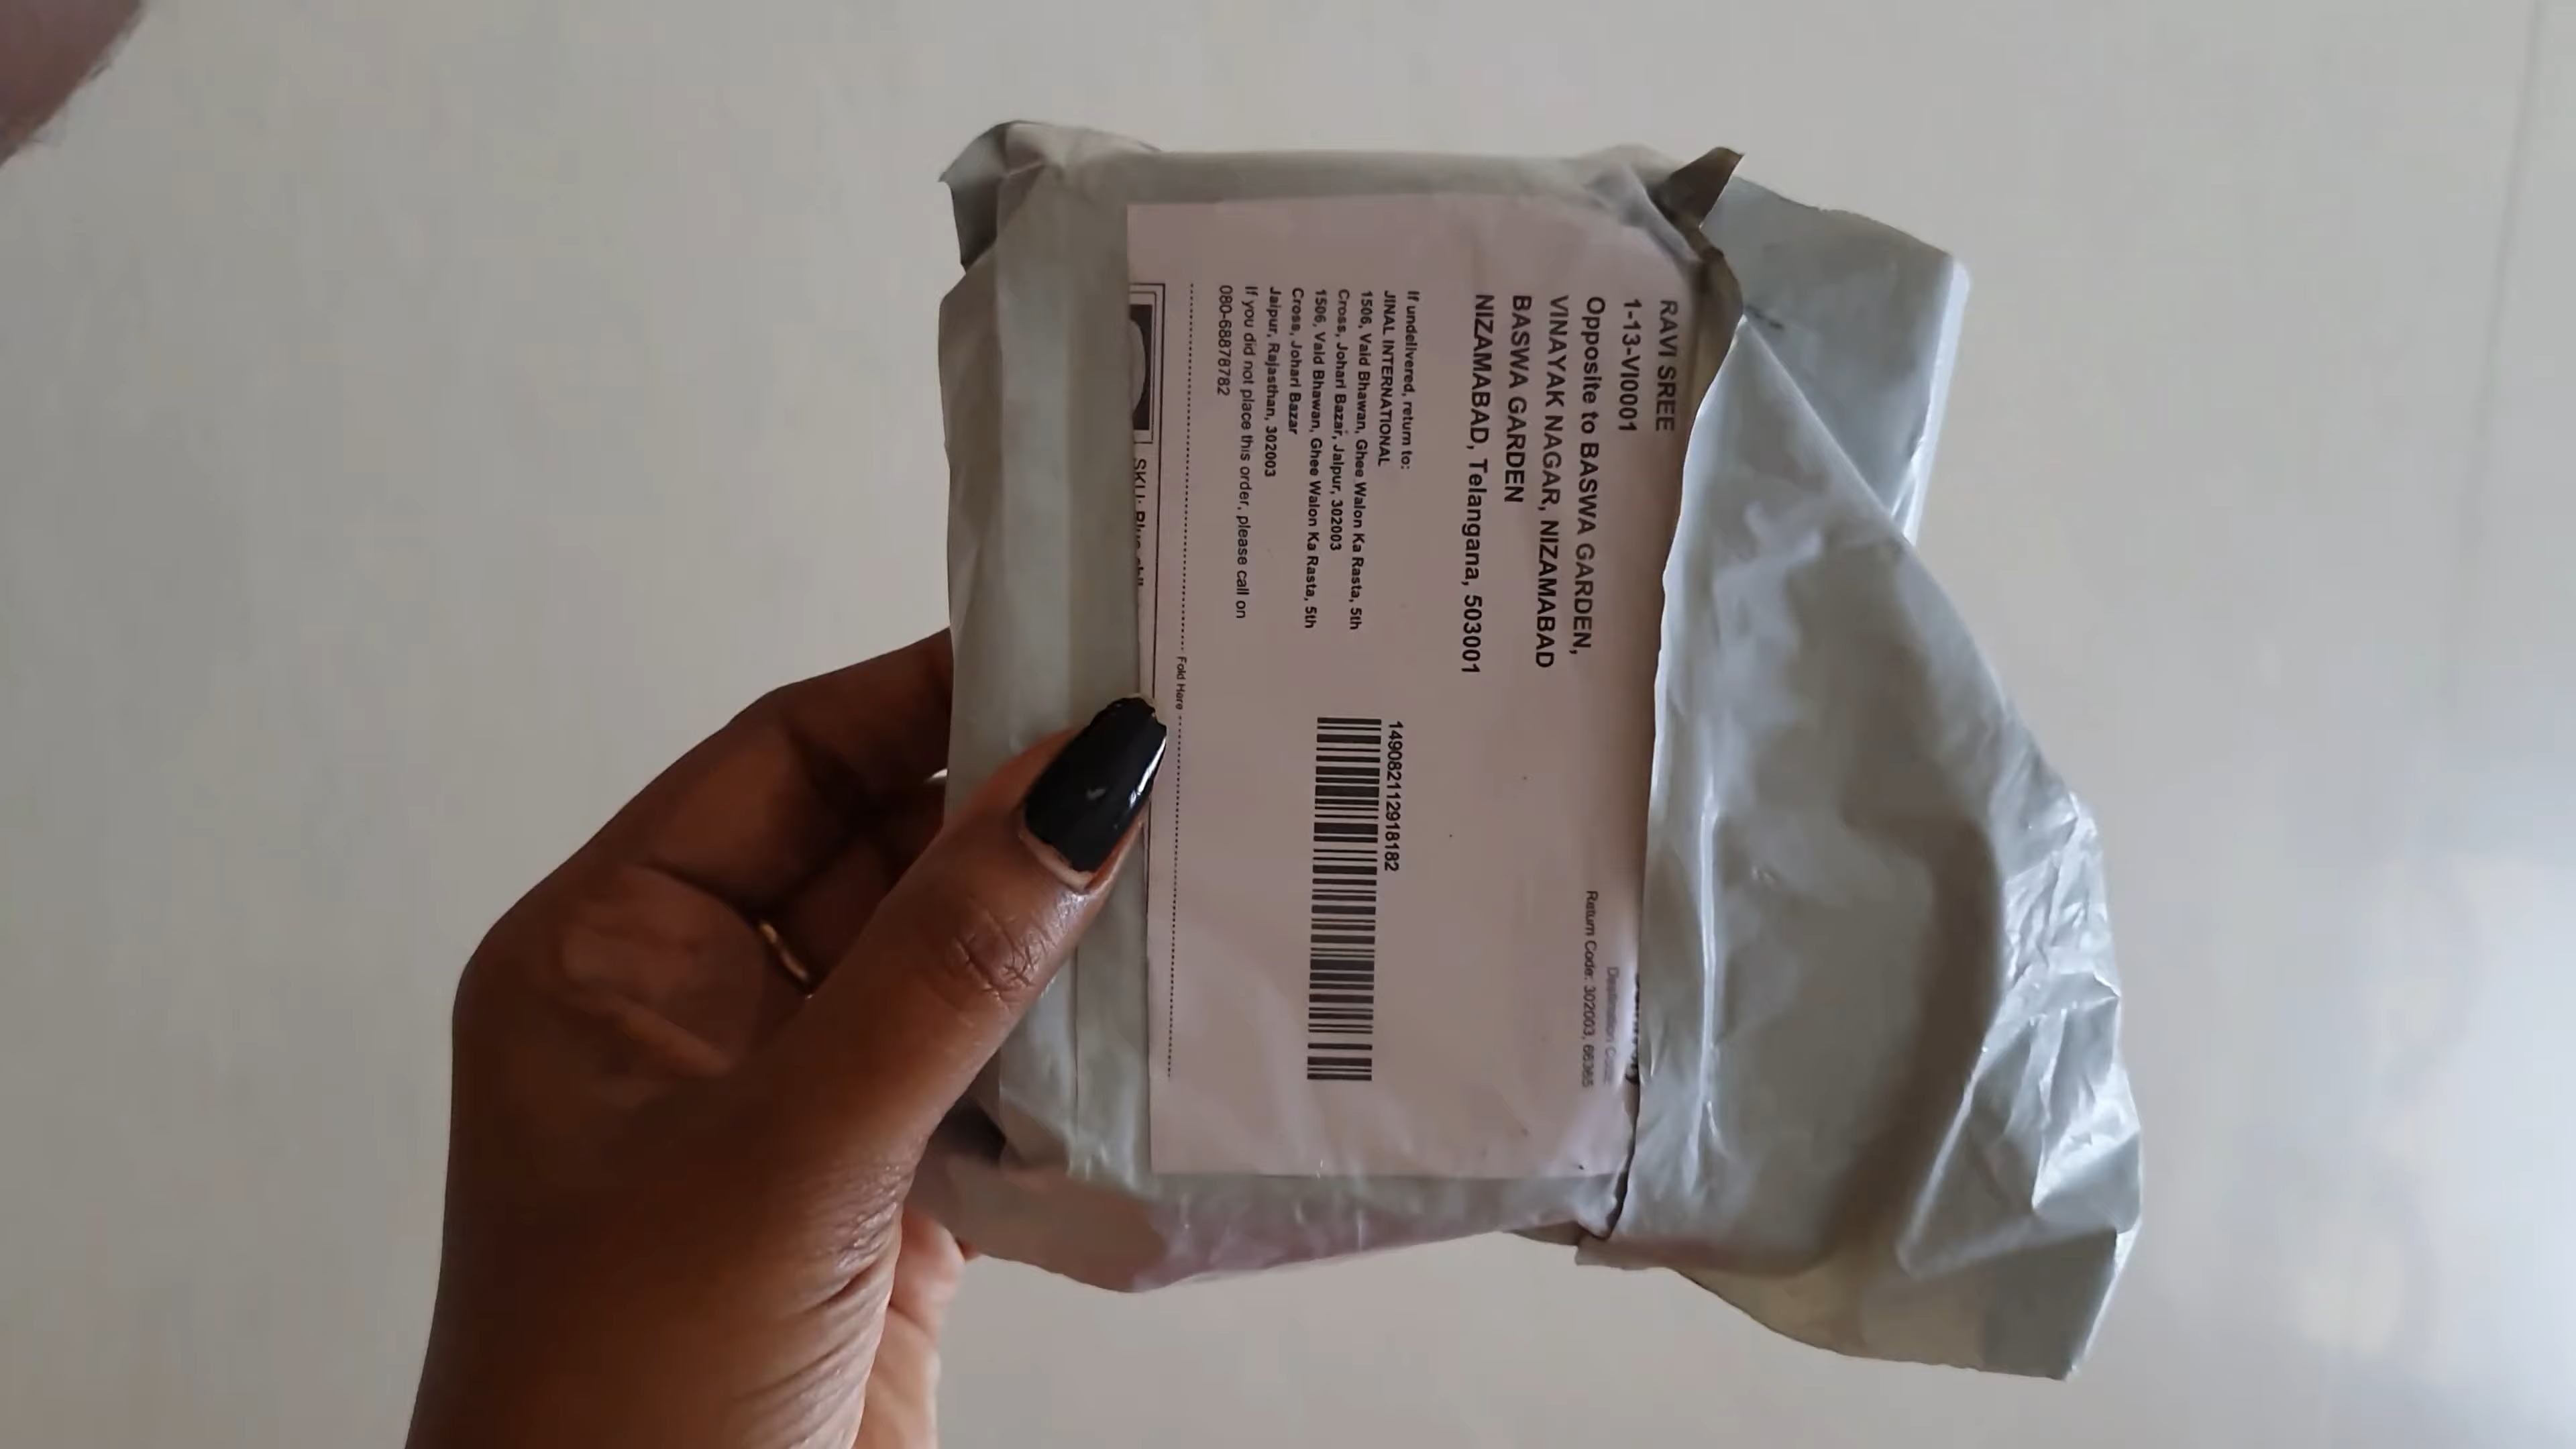 RAVI SREE
1-13-VI0001
Opposite to BASWA GARDEN,
VINAYAK NAGAR, NIZAMABAD
BASWA GARDEN
NIZAMABAD, Telangana, 503001
Destination Code:
Return Code: 302003, 66365
If undelivered, return to:
JINAL INTERNATIONAL
1506, Vaid Bhawan, Ghee Walon Ka Rasta, 5th
Cross, Johari Bazar, Jaipur, 302003
1506, Vaid Bhawan, Ghee Walon Ka Rasta, 5th
Cross, Johari Bazar
Jaipur, Rajasthan, 302003
If you did not place this order, please call on
080-68878782
149082112918182
Fold Here
SKU: Blue